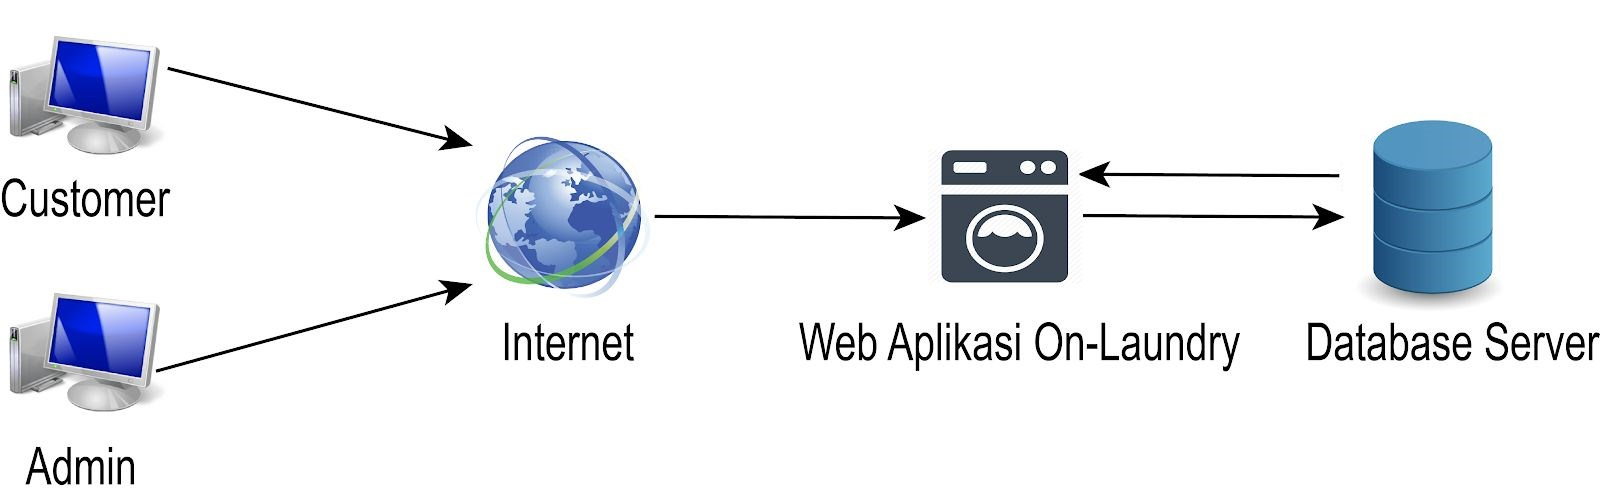 Customer
Internet
Web Aplikasi On-Laundry
Database Server
Admin